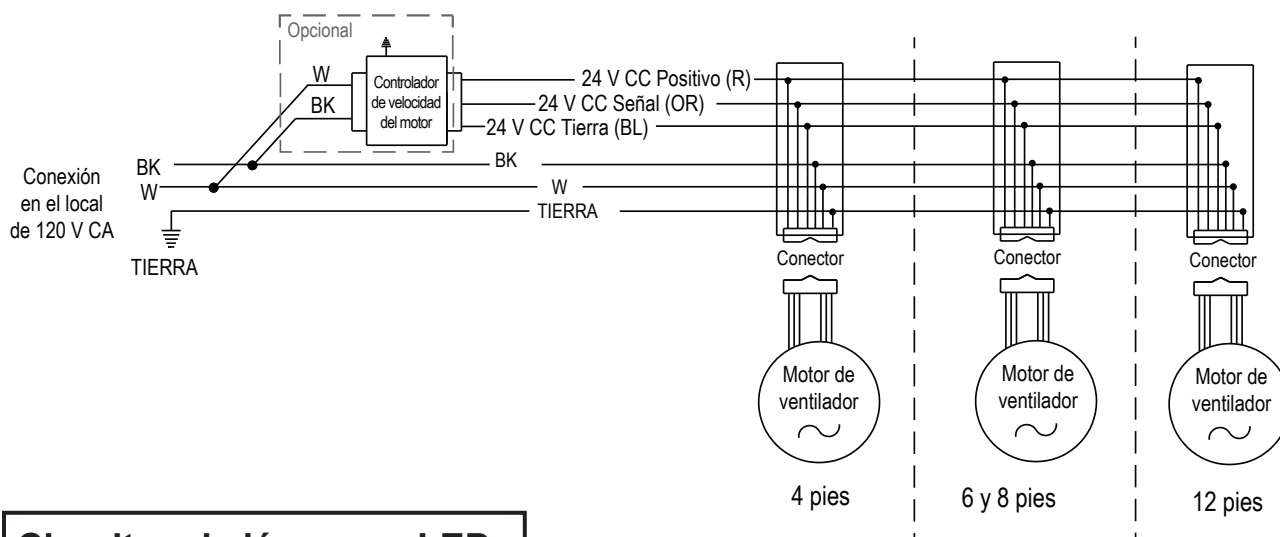 Opcional
W
BK
Controlador
de velocidad
del motor
24 V CC Positivo (R)
24 V CC Señal (OR)
24 V CC Tierra (BL)
Conexión
en el local
de 120 V CA
BK
W
TIERRA
BK
W
TIERRA
Conector
Conector
Conector
Motor de
ventilador
Motor de
ventilador
Motor de
ventilador
4 pies
6 y 8 pies
12 pies